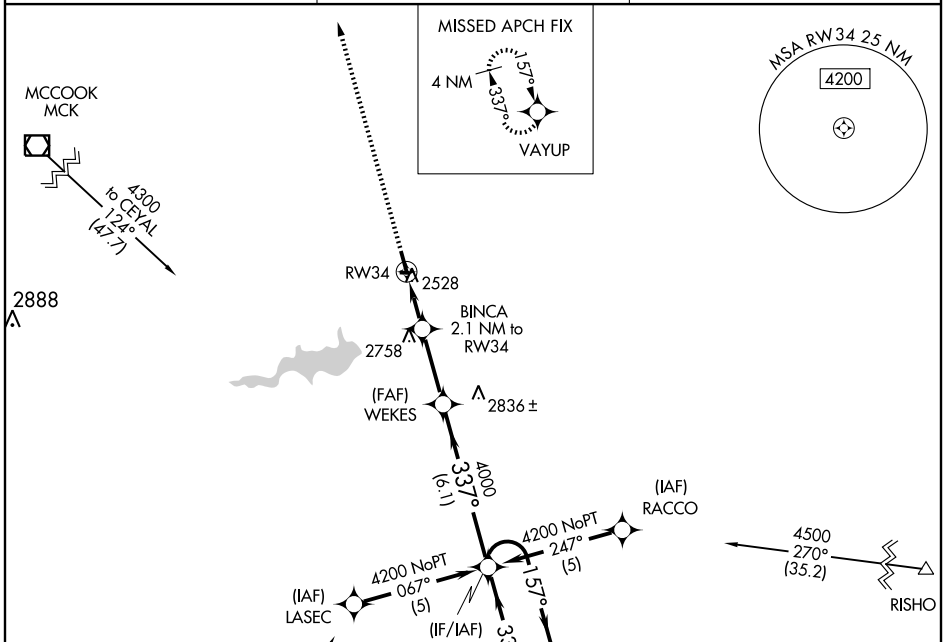 MISSED APCH FIX
4 NM
157°
337°
VAYUP
MSA RW34 25 NM
4200
MCCOOK
MCK
4300
to CEYAL
124°
(47.7)
2888
RW34
2528
BINCA
2.1 NM to
RW34
2758
(FAF)
WEKES
2836 ±
4000
337°
(6.1)
(IAF)
RACCO
4200 NoPT
247°
(5)
4500
270°
(35.2)
RISHO
4200 NoPT
067°
(5)
(IAF)
LASEC
(IF/IAF)
157°